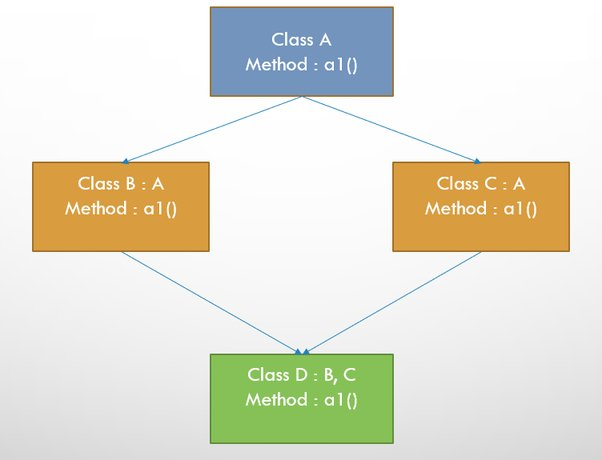 Class A
Method : a1()
Class B : A
Method : a1()
Class C : A
Method : a1()
Class D : B, C
Method : a1()